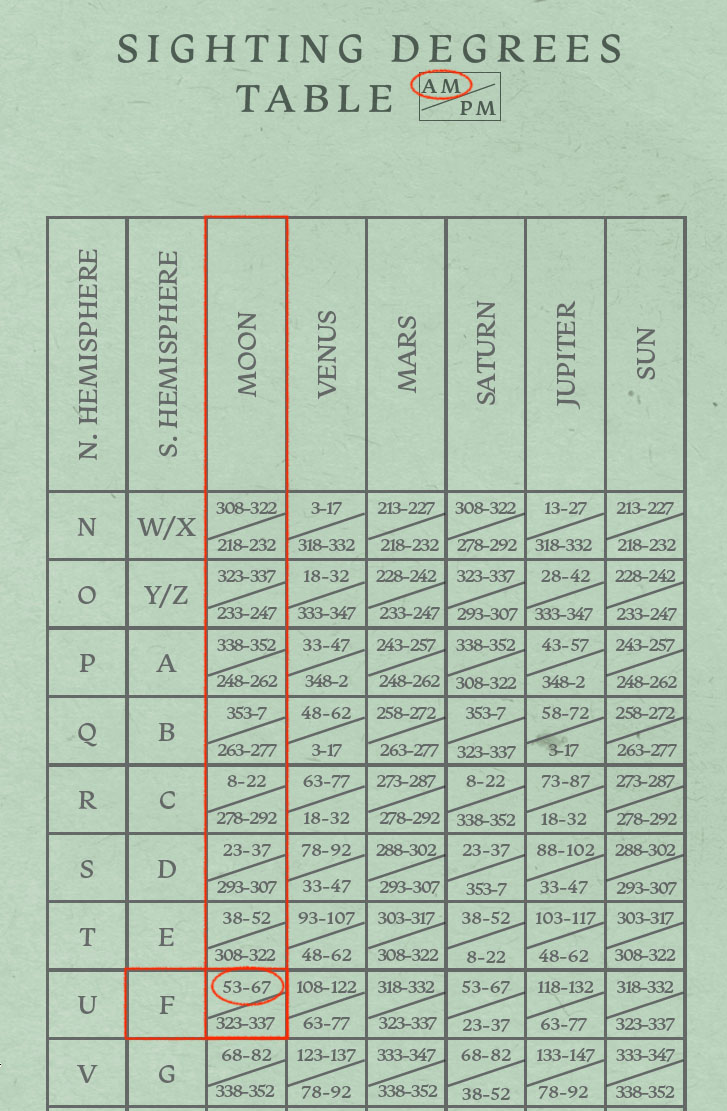 SIGHTING DEGREES
TABLE AM
PM
N. HEMISPHERE S. HEMISPHERE MOON VENUS MARS SATURN JUPITER SUN
N W/X 308-322 3-17 213-227 308-322 13-27 213-227
218-232 318-332 218-232 278-292 318-332 218-232
O Y/Z 323-337 18-32 228-242 323-337 28-42 228-242
233-247 333-347 233-247 293-307 333-347 233-247
P A 338-352 33-47 243-257 338-352 43-57 243-257
248-262 348-2 248-262 308-322 348-2 248-262
Q B 353-7 48-62 258-272 353-7 58-72 258-272
263-277 3-17 263-277 323-337 3-17 263-277
R C 8-22 63-77 273-287 8-22 73-87 273-287
278-292 18-32 278-292 338-352 18-32 278-292
S D 23-37 78-92 288-302 23-37 88-102 288-302
293-307 33-47 293-307 353-7 33-47 293-307
T E 38-52 93-107 303-317 38-52 103-117 303-317
308-322 48-62 308-322 8-22 48-62 308-322
U F 53-67 108-122 318-332 53-67 118-132 318-332
323-337 63-77 323-337 23-37 63-77 323-337
V G 68-82 123-137 333-347 68-82 133-147 333-347
338-352 78-92 338-352 38-52 78-92 338-352